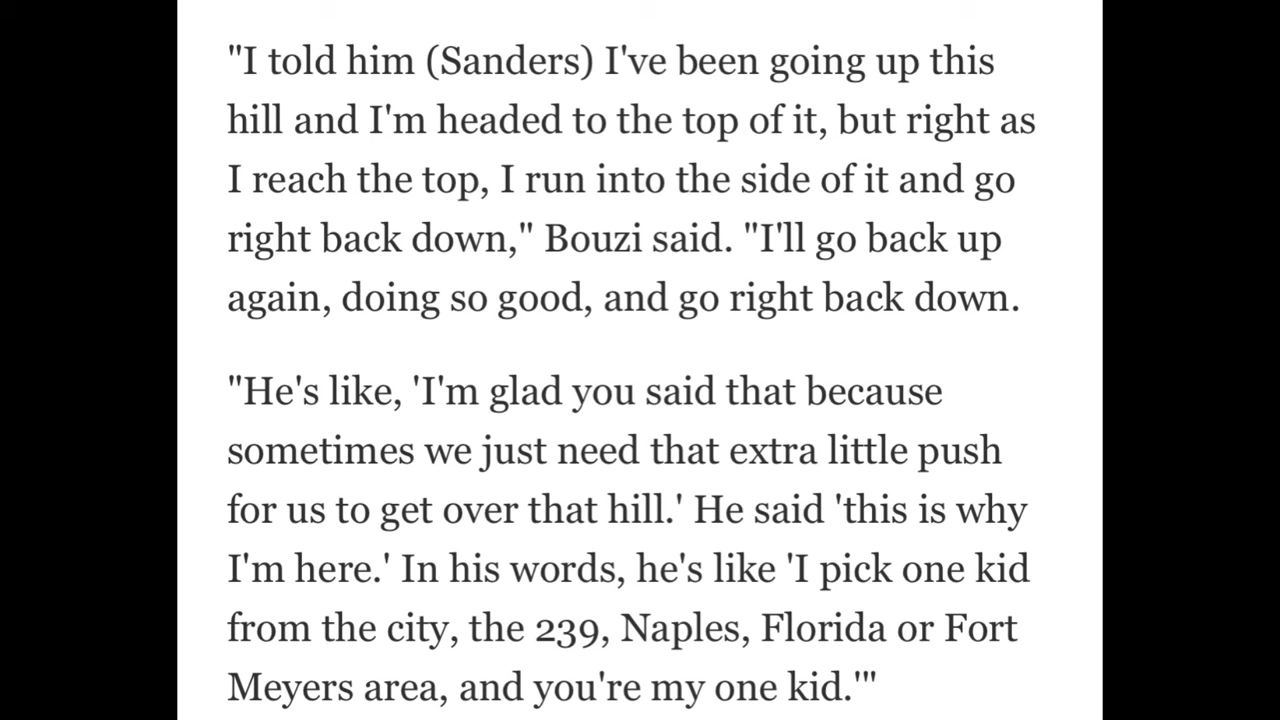 "I told him (Sanders) I've been going up this
hill and I'm headed to the top of it, but right as
I reach the top, I run into the side of it and go
right back down," Bouzi said. "I'll go back up
again, doing so good, and go right back down.
"He's like, 'I'm glad you said that because
sometimes we just need that extra little push
for us to get over that hill.' He said 'this is why
I'm here.' In his words, he's like 'I pick one kid
from the city, the 239, Naples, Florida or Fort
Meyers area, and you're my one kid.'"